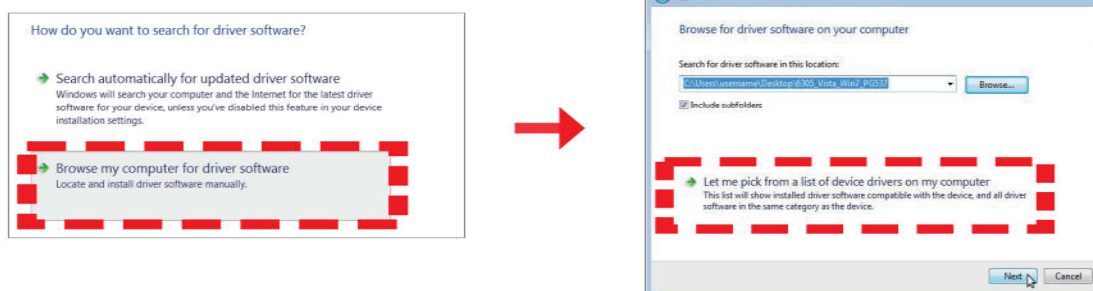 How do you want to search for driver software?
Search automatically for updated driver software
Windows will search your computer and the Internet for the latest driver
software for your device, unless you've disabled this feature in your device
installation settings.
Browse my computer for driver software
Locate and install driver software manually.
Browse for driver software on your computer
Search for driver software in this location:
C:\Users\username\Desktop\6305_Vista_Win7_PG537
Browse...
Include subfolders
Let me pick from a list of device drivers on my computer
This list will show installed driver software compatible with the device, and all driver
software in the same category as the device.
Next
Cancel